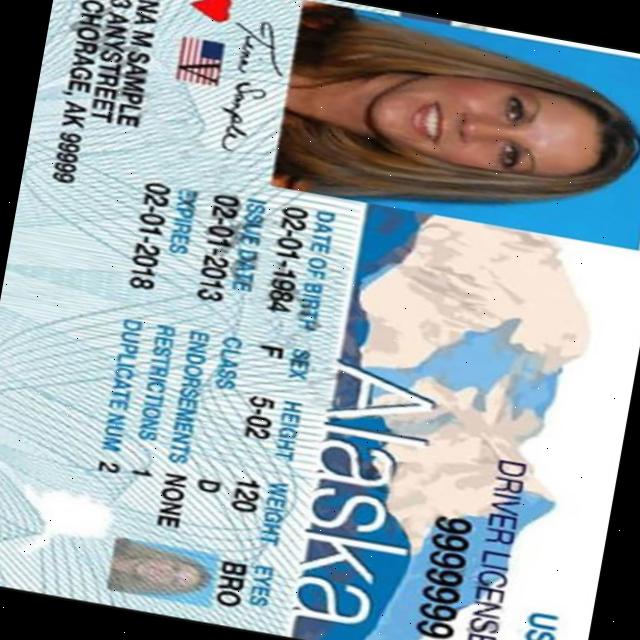 US
DRIVER LICENSE
9999999
Alaska
DATE OF BIRTH SEX HEIGHT WEIGHT EYES
02-01-1984 F 5-02 120 BRO
ISSUE DATE CLASS D
02-01-2013 ENDORSEMENTS NONE
EXPIRES RESTRICTIONS 1
02-01-2018 DUPLICATE NUM 2
Jane Sample
V
NA M SAMPLE
3 ANYSTREET
CHORAGE, AK 99999